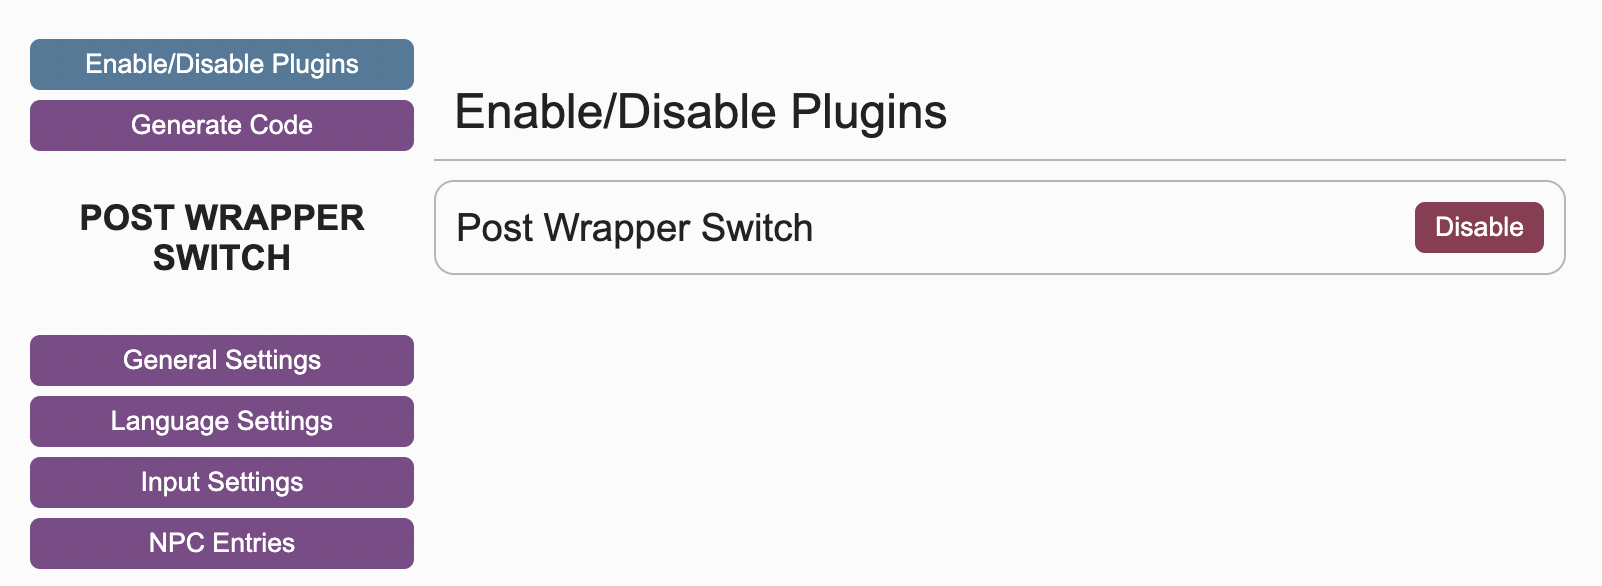 Enable/Disable Plugins
Generate Code
POST WRAPPER
SWITCH
General Settings
Language Settings
Input Settings
NPC Entries
Enable/Disable Plugins
Post Wrapper Switch
Disable